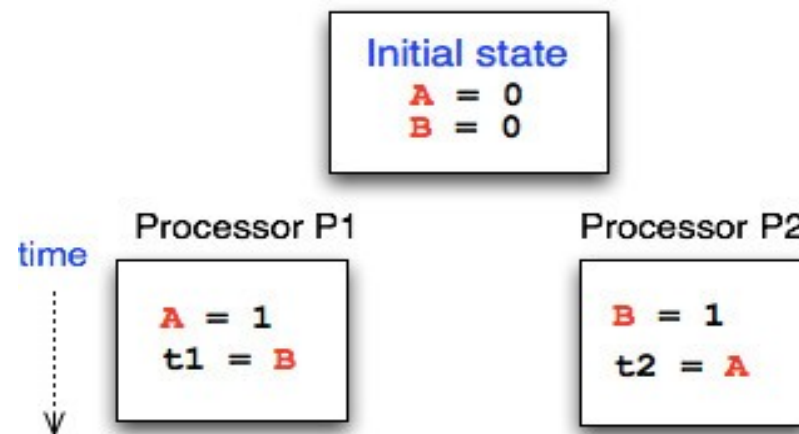 Initial state
A = 0
B = 0
Processor P1
Processor P2
time
A = 1
t1 = B
B = 1
t2 = A